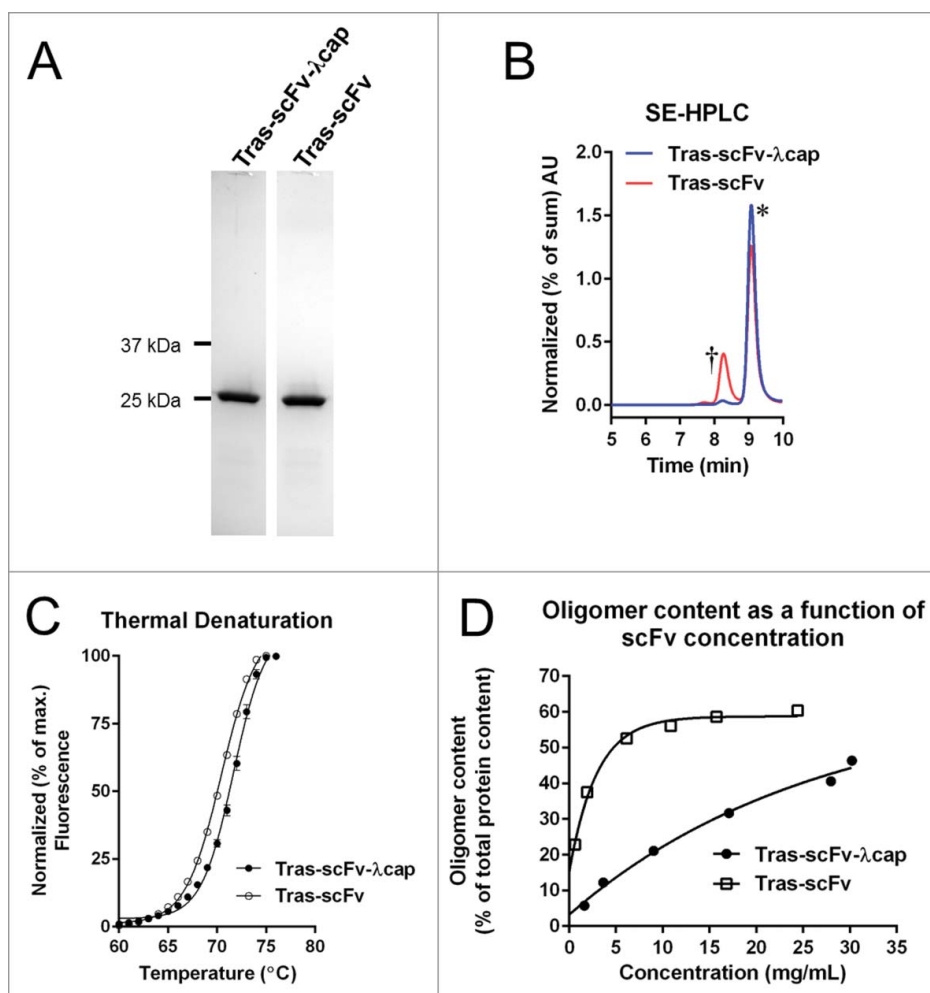 A
Tras-scFv-λcap
Tras-scFv
37 kDa
25 kDa
B
SE-HPLC
Tras-scFv-λcap
Tras-scFv
Normalized (% of sum) AU
2.0
1.5
1.0
0.5
0.0
*
†
5 6 7 8 9 10
Time (min)
C
Thermal Denaturation
Normalized (% of max.)
Fluorescence
100
75
50
25
0
Tras-scFv-λcap
Tras-scFv
60 65 70 75 80
Temperature (°C)
D
Oligomer content as a function of
scFv concentration
Oligomer content
(% of total protein content)
70
60
50
40
30
20
10
0
Tras-scFv-λcap
Tras-scFv
0 5 10 15 20 25 30 35
Concentration (mg/mL)